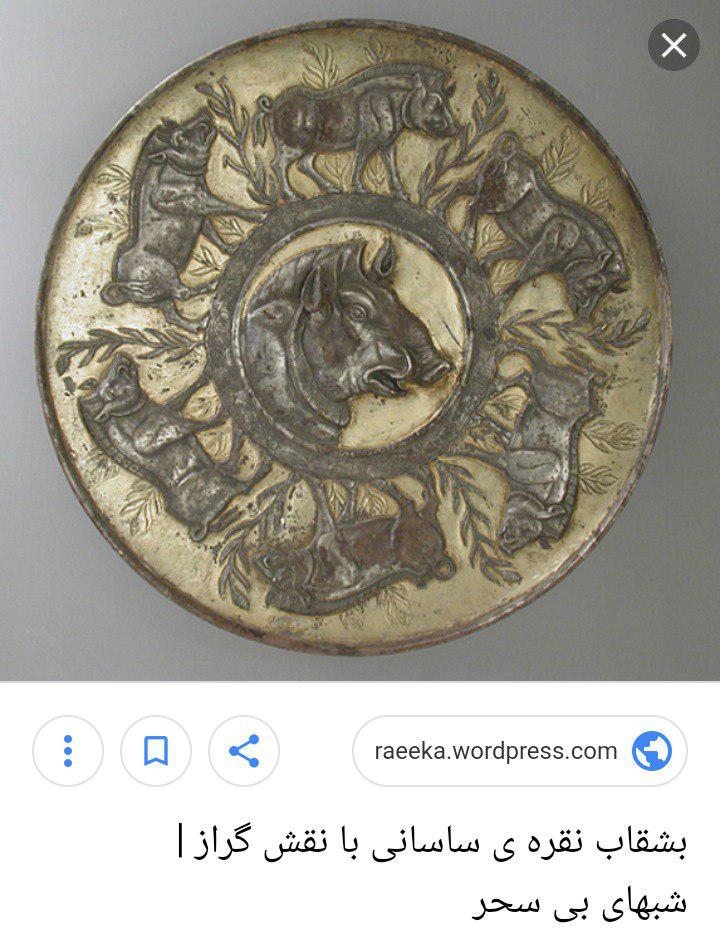 raeeka.wordpress.com
بشقاب نقره ی ساسانی با نقش گراز |
شبهای بی سحر